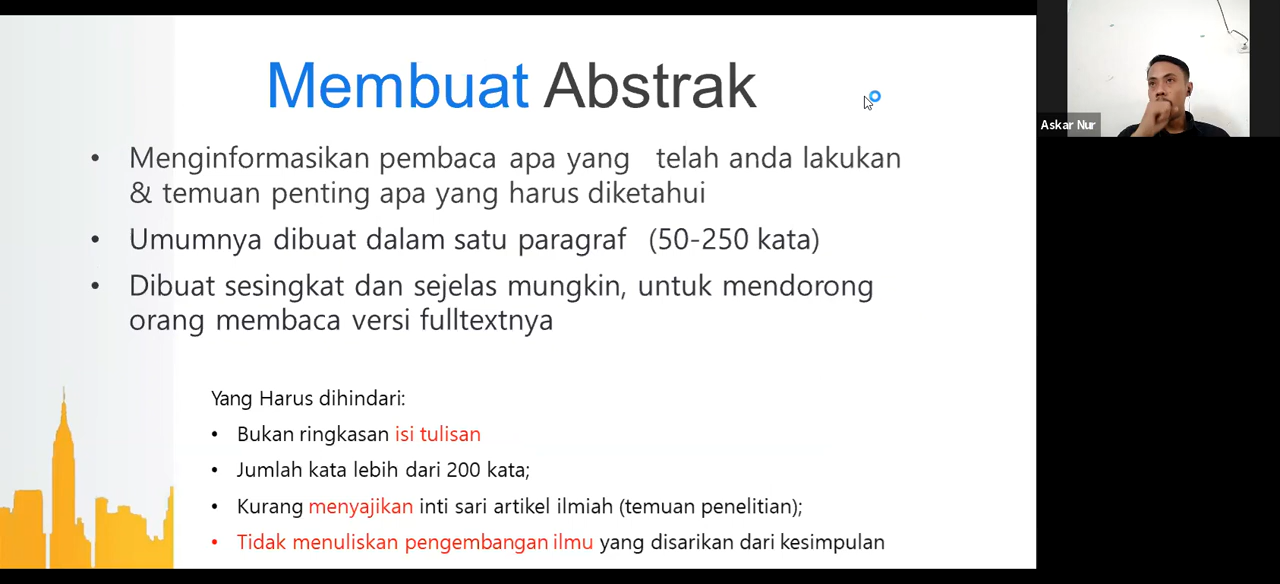 Membuat Abstrak
• Menginformasikan pembaca apa yang telah anda lakukan
& temuan penting apa yang harus diketahui
• Umumnya dibuat dalam satu paragraf (50-250 kata)
• Dibuat sesingkat dan sejelas mungkin, untuk mendorong
orang membaca versi fulltextnya
Yang Harus dihindari:
• Bukan ringkasan isi tulisan
• Jumlah kata lebih dari 200 kata;
• Kurang menyajikan inti sari artikel ilmiah (temuan penelitian);
• Tidak menuliskan pengembangan ilmu yang disarikan dari kesimpulan
Askar Nur